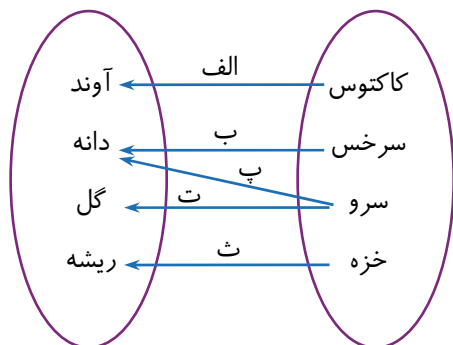 کاکتوس الف آوند
سرخس ب دانه
پ
سرو ت گل
خزه ث ریشه